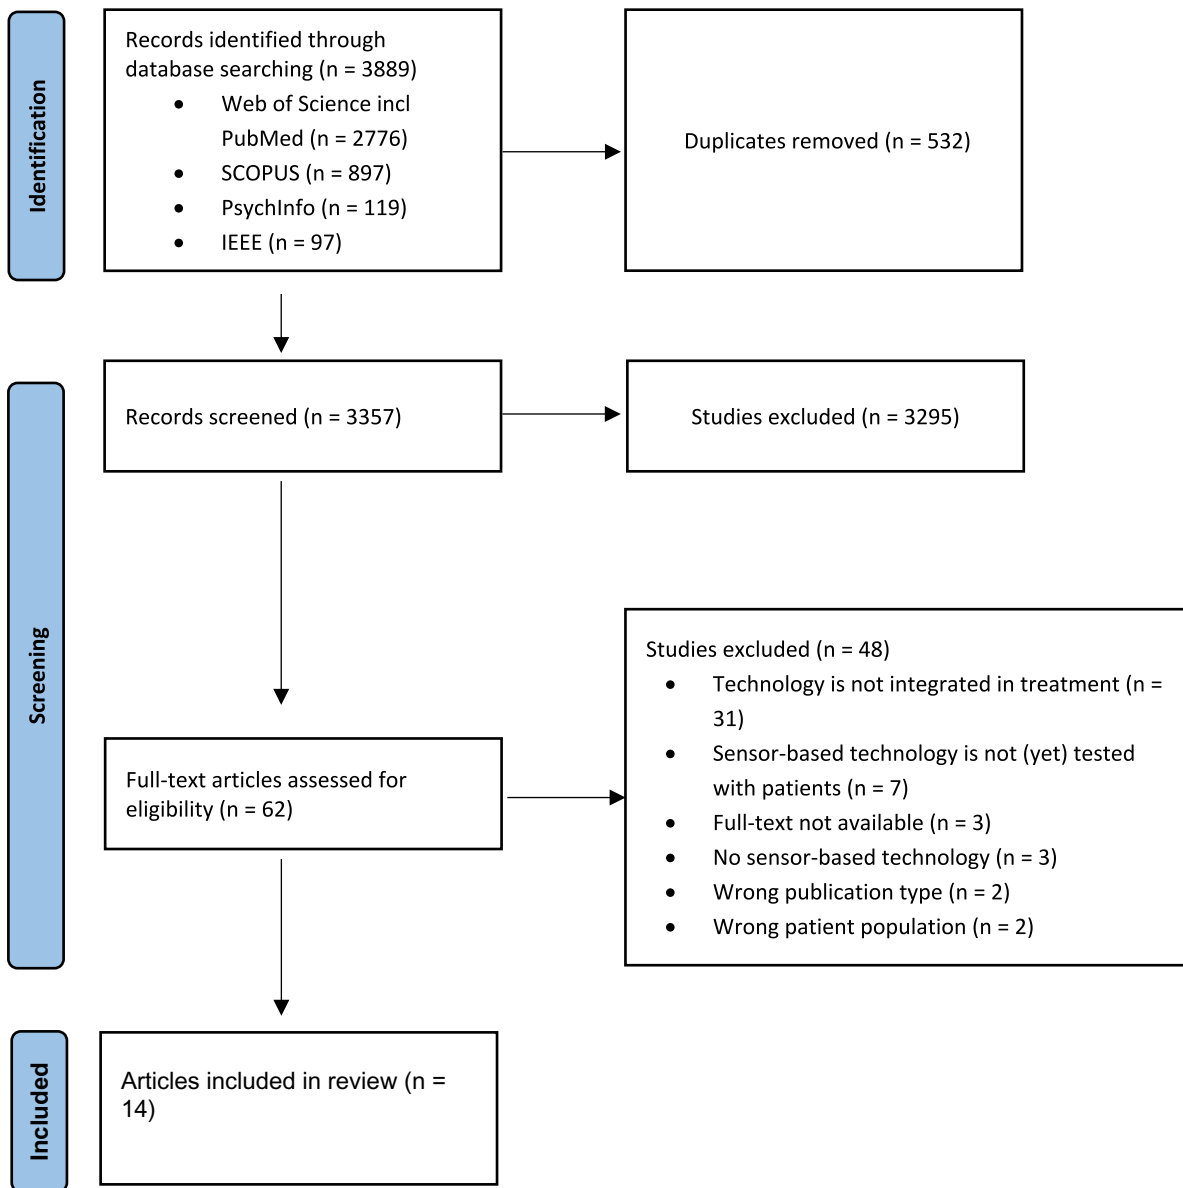 Identification
Records identified through
database searching (n = 3889)
• Web of Science incl
PubMed (n = 2776)
• SCOPUS (n = 897)
• PsychInfo (n = 119)
• IEEE (n = 97)
Duplicates removed (n = 532)
Screening
Records screened (n = 3357)
Studies excluded (n = 3295)
Full-text articles assessed for
eligibility (n = 62)
Studies excluded (n = 48)
• Technology is not integrated in treatment (n =
31)
• Sensor-based technology is not (yet) tested
with patients (n = 7)
• Full-text not available (n = 3)
• No sensor-based technology (n = 3)
• Wrong publication type (n = 2)
• Wrong patient population (n = 2)
Included
Articles included in review (n =
14)